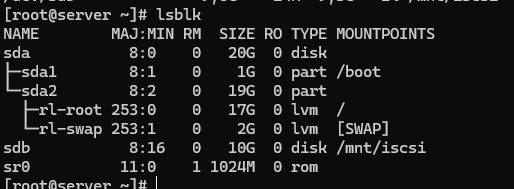 [root@server ~]# lsblk
NAME        MAJ:MIN RM  SIZE RO TYPE MOUNTPOINTS
sda           8:0    0   20G  0 disk
├─sda1        8:1    0    1G  0 part /boot
└─sda2        8:2    0   19G  0 part
  ├─rl-root 253:0    0   17G  0 lvm  /
  └─rl-swap 253:1    0    2G  0 lvm  [SWAP]
sdb           8:16   0   10G  0 disk /mnt/iscsi
sr0          11:0    1 1024M  0 rom
[root@server ~]#